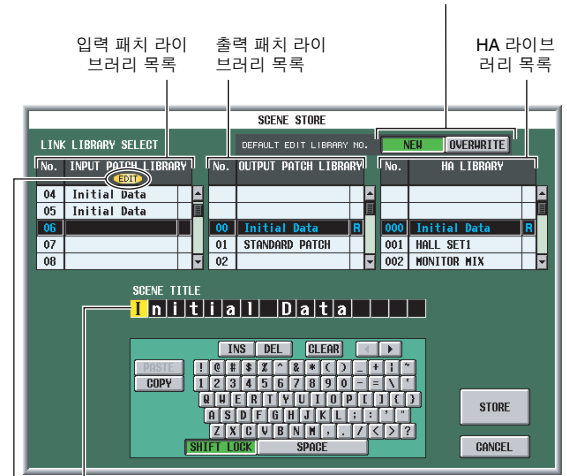 입력 패치 라이
브러리 목록
출력 패치 라이
브러리 목록
HA 라이브
러리 목록
SCENE STORE
LINK LIBRARY SELECT
DEFAULT EDIT LIBRARY NO.
NEW
OVERWRITE
No. INPUT PATCH LIBRARY
EDIT
04 Initial Data
05 Initial Data
06
07
08
No. OUTPUT PATCH LIBRARY
00 Initial Data R
01 STANDARD PATCH
02
No. HA LIBRARY
000 Initial Data R
001 HALL SET1
002 MONITOR MIX
SCENE TITLE
Initial Data
INS DEL CLEAR
PASTE ! @ # $ % ^ & * ( ) _ + | ~
COPY 1 2 3 4 5 6 7 8 9 0 - = \ '
Q W E R T Y U I O P [ ] { }
A S D F G H J K L ; : ' "
Z X C V B N M , . / < > ?
SHIFT LOCK SPACE
STORE
CANCEL